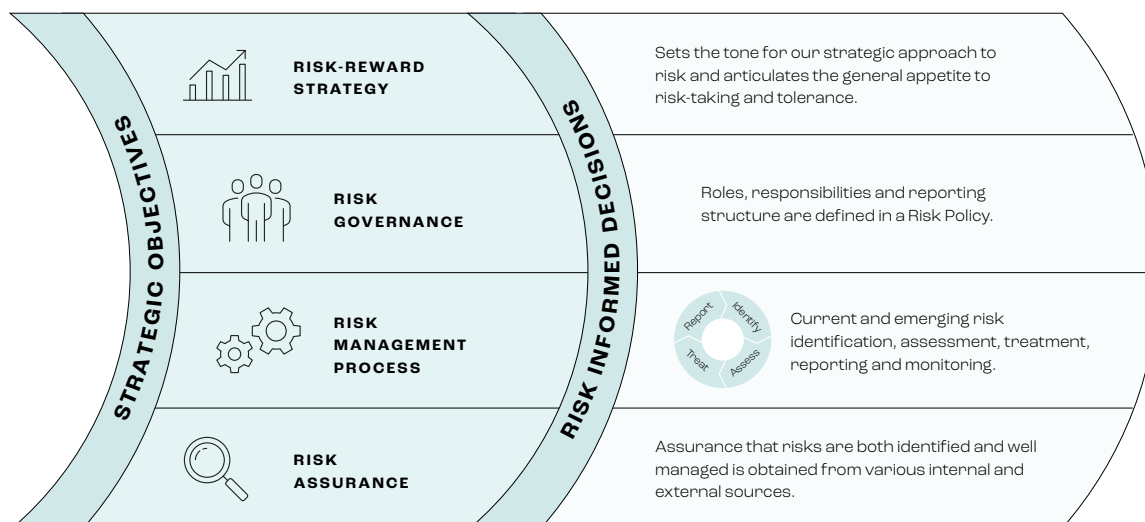 STRATEGIC OBJECTIVES
RISK-REWARD
STRATEGY
RISK
GOVERNANCE
RISK
MANAGEMENT
PROCESS
RISK
ASSURANCE
RISK INFORMED DECISIONS
Sets the tone for our strategic approach to
risk and articulates the general appetite to
risk-taking and tolerance.
Roles, responsibilities and reporting
structure are defined in a Risk Policy.
Report
Identify
Treat
Assess
Current and emerging risk
identification, assessment, treatment,
reporting and monitoring.
Assurance that risks are both identified and well
managed is obtained from various internal and
external sources.